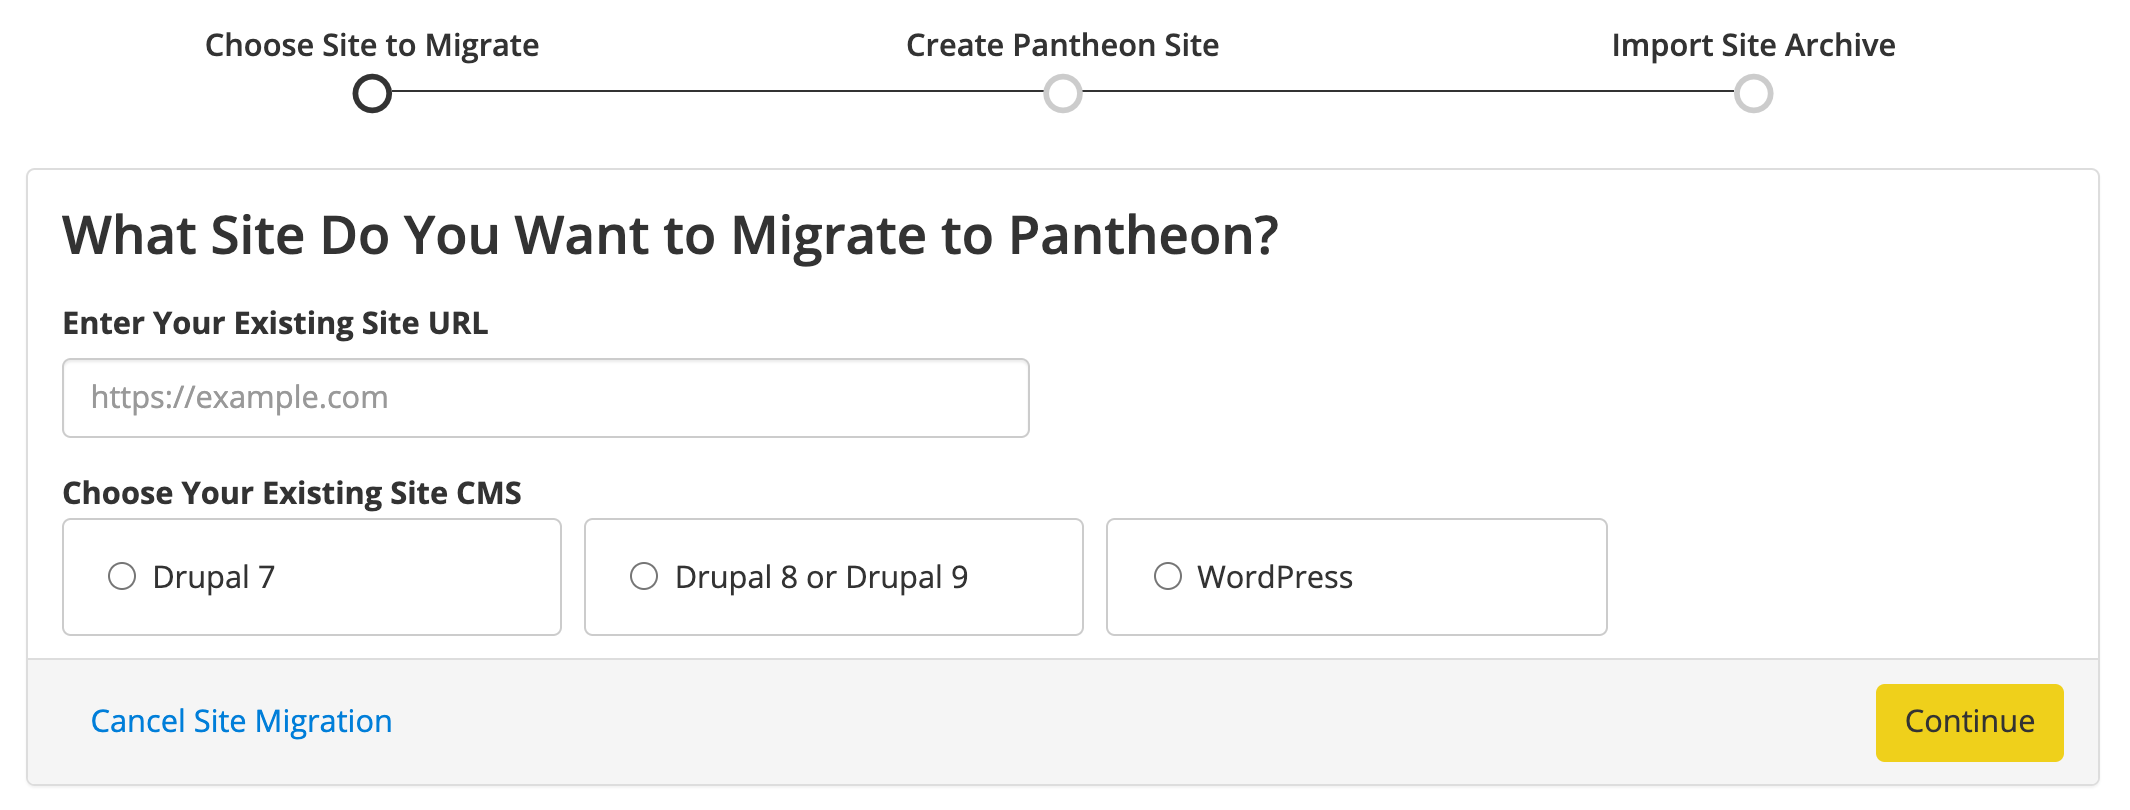 Choose Site to Migrate
Create Pantheon Site
Import Site Archive
What Site Do You Want to Migrate to Pantheon?
Enter Your Existing Site URL
https://example.com
Choose Your Existing Site CMS
Drupal 7
Drupal 8 or Drupal 9
WordPress
Cancel Site Migration
Continue